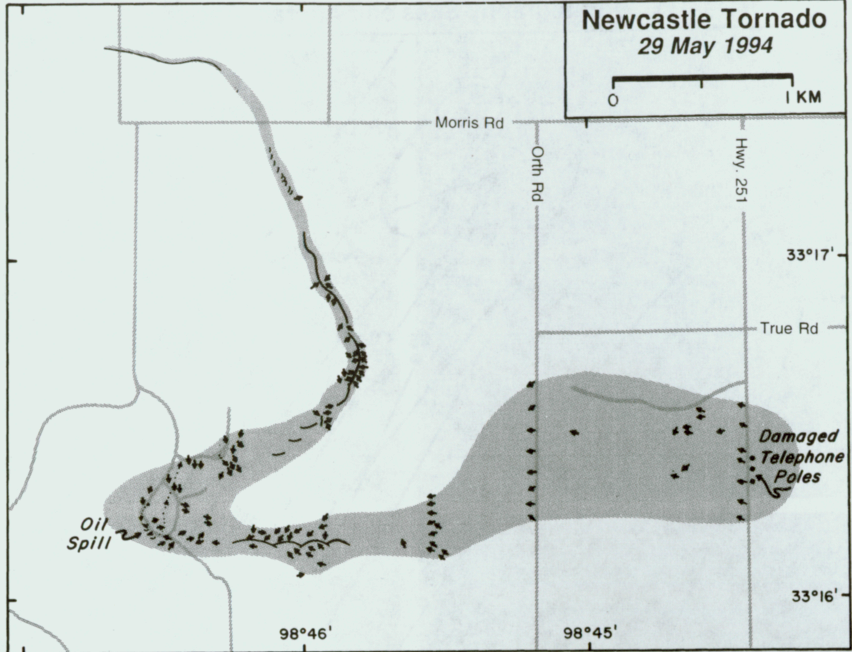 Newcastle Tornado
29 May 1994
0 1 KM
Morris Rd
Orth Rd
Hwy. 251
33°17'
True Rd
Damaged
Telephone
Poles
Oil
Spill
33°16'
98°46'
98°45'